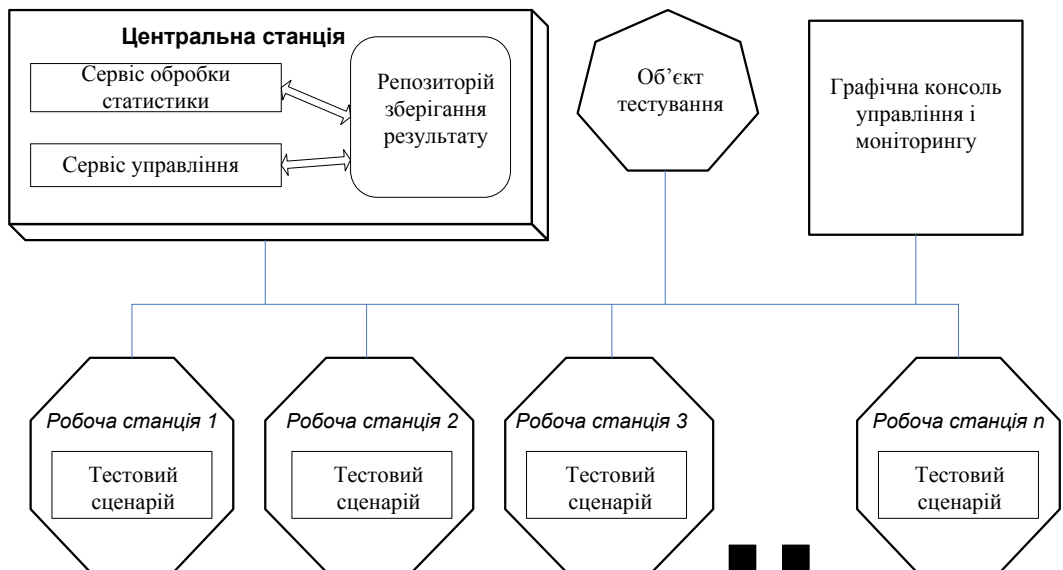 Центральна станція
Сервіс обробки
статистики
Сервіс управління
Репозиторій
зберігання
результату
Об’єкт
тестування
Графічна консоль
управління і
моніторингу
Робоча станція 1
Тестовий
сценарій
Робоча станція 2
Тестовий
сценарій
Робоча станція 3
Тестовий
сценарій
Робоча станція n
Тестовий
сценарій